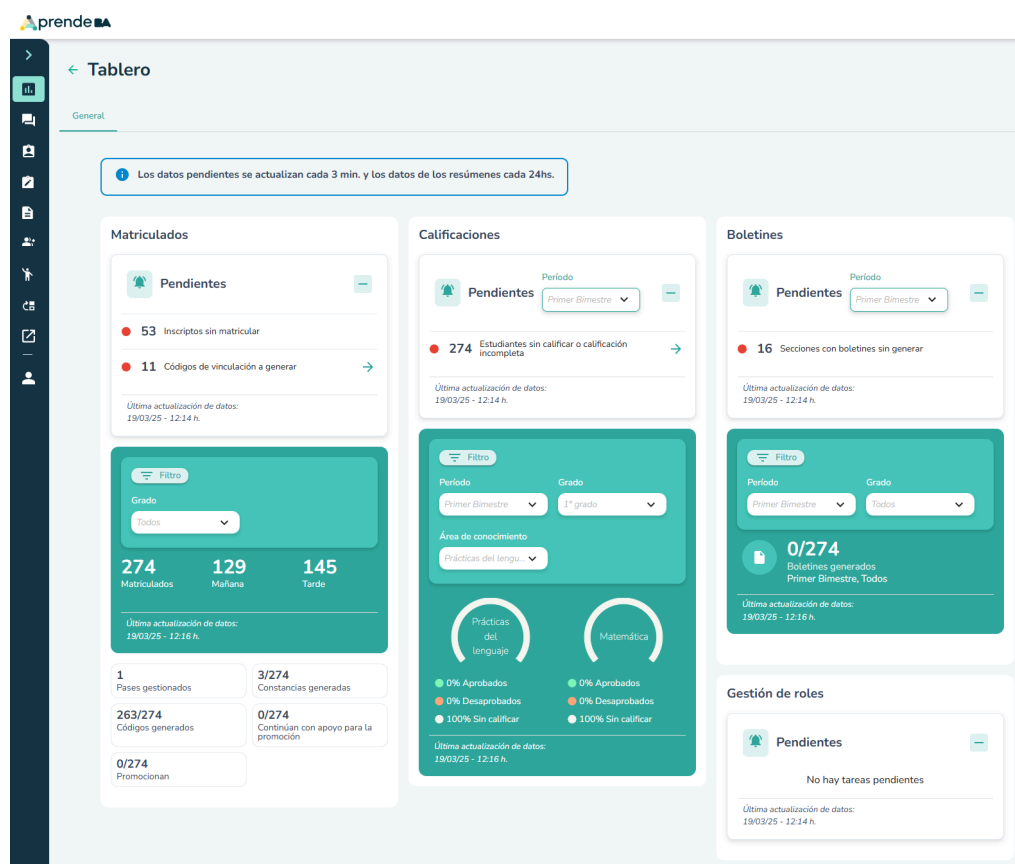 Aprende BA
Tablero
General
Los datos pendientes se actualizan cada 3 min. y los datos de los resúmenes cada 24hs.
Matriculados
Pendientes
53 Inscriptos sin matricular
11 Códigos de vinculación a generar
Última actualización de datos:
19/03/25 - 12:14 h.
Filtro
Grado
Todos
274
Matriculados
129
Mañana
145
Tarde
Última actualización de datos:
19/03/25 - 12:16 h.
1
Pases gestionados
3/274
Constancias generadas
263/274
Códigos generados
0/274
Continúan con apoyo para la
promoción
0/274
Promocionan
Calificaciones
Pendientes
Período
Primer Bimestre
274 Estudiantes sin calificar o calificación
incompleta
Última actualización de datos:
19/03/25 - 12:14 h.
Filtro
Período
Primer Bimestre
Grado
1° grado
Área de conocimiento
Prácticas del lengu...
Prácticas
del
lenguaje
0% Aprobados
0% Desaprobados
100% Sin calificar
Matemática
0% Aprobados
0% Desaprobados
100% Sin calificar
Última actualización de datos:
19/03/25 - 12:16 h.
Boletines
Pendientes
Período
Primer Bimestre
16 Secciones con boletines sin generar
Última actualización de datos:
19/03/25 - 12:14 h.
Filtro
Período
Primer Bimestre
Grado
Todos
0/274
Boletines generados
Primer Bimestre, Todos
Última actualización de datos:
19/03/25 - 12:16 h.
Gestión de roles
Pendientes
No hay tareas pendientes
Última actualización de datos:
19/03/25 - 12:14 h.